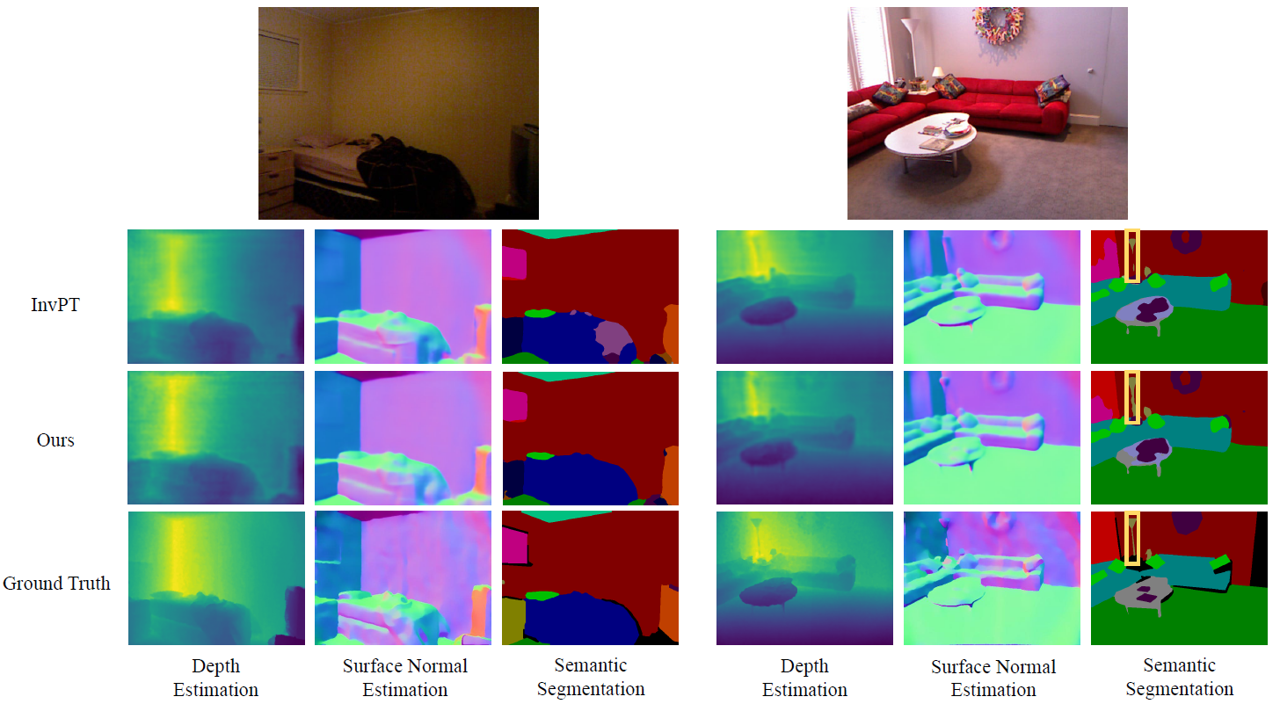 InvPT
Ours
Ground Truth
Depth
Estimation
Surface Normal
Estimation
Semantic
Segmentation
Depth
Estimation
Surface Normal
Estimation
Semantic
Segmentation